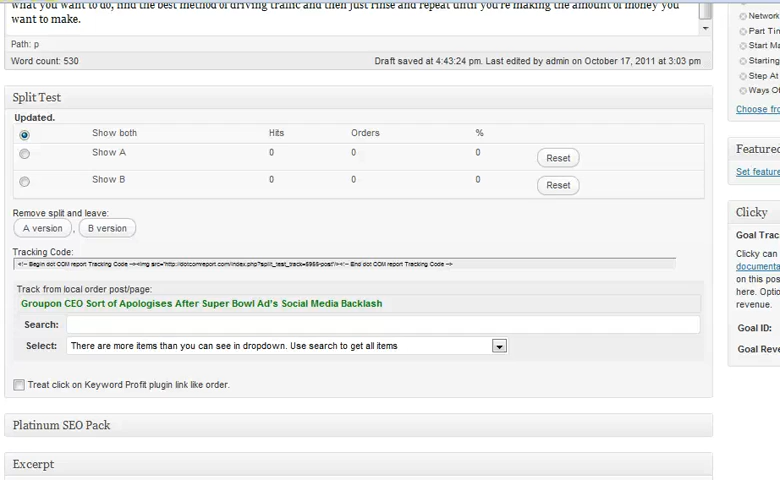 what you want to do, find the best method of driving traffic and then just rinse and repeat until you're making the amount of money you
want to make.
Path: p
Word count: 530
Draft saved at 4:43:24 pm. Last edited by admin on October 17, 2011 at 3:03 pm
Split Test
Updated.
Show both Hits Orders %
Show A 0 0 0 Reset
Show B 0 0 0 Reset
Remove split and leave:
A version , B version
Tracking Code:
<!-- Begin dot COM report Tracking Code --><img src="http://dotcomreport.com/index.php?split_test_track=5955-post"/><!-- End dot COM report Tracking Code -->
Track from local order post/page:
Groupon CEO Sort of Apologises After Super Bowl Ad's Social Media Backlash
Search:
Select: There are more items than you can see in dropdown. Use search to get all items
Treat click on Keyword Profit plugin link like order.
Platinum SEO Pack
Excerpt
Network
Part Tim
Start Ma
Starting
Step At
Ways Of
Choose fro
Featured
Set feature
Clicky
Goal Trac
Clicky can
documenta
on this pos
here. Optio
revenue.
Goal ID:
Goal Reve